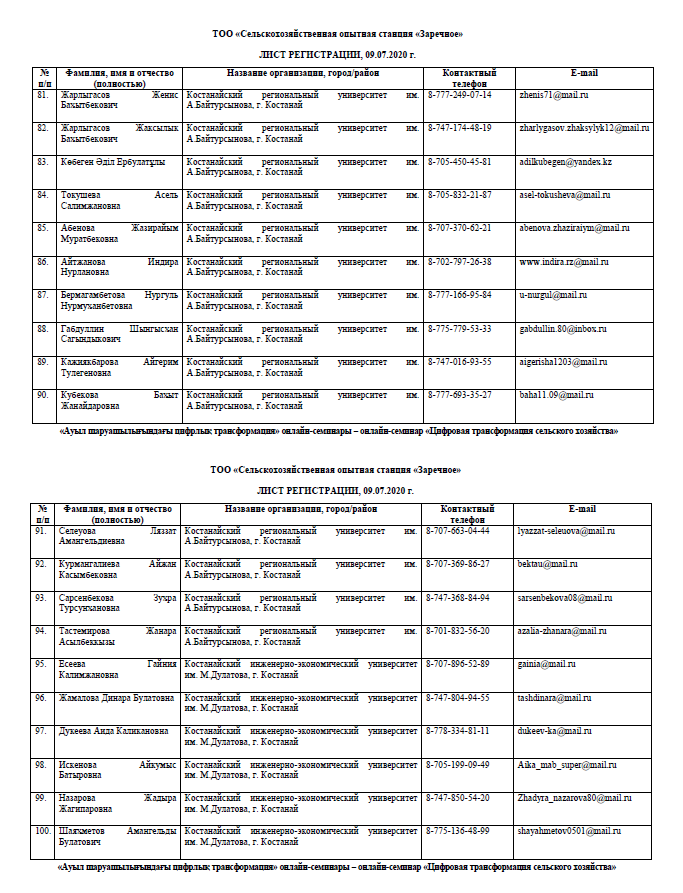 ТОО «Сельскохозяйственная опытная станция «Заречное»
ЛИСТ РЕГИСТРАЦИИ, 09.07.2020 г.
№ Фамилия, имя и отчество Название организации, город/район Контактный E-mail
п/п (полностью) телефон
81. Жарлыгасов Женис Костанайский региональный университет им. 8-777-249-07-14 zhenis71@mail.ru
Бахытбекович А.Байтурсынова, г. Костанай
82. Жарлыгасов Жаксылык Костанайский региональный университет им. 8-747-174-48-19 zharlygasov.zhaksylyk12@mail.ru
Бахытбекович А.Байтурсынова, г. Костанай
83. Көбеген Әділ Ербулатұлы Костанайский региональный университет им. 8-705-450-45-81 adilkubegen@yandex.kz
А.Байтурсынова, г. Костанай
84. Токушева Асель Костанайский региональный университет им. 8-705-832-21-87 asel-tokusheva@mail.ru
Салимжановна А.Байтурсынова, г. Костанай
85. Абенова Жазирайым Костанайский региональный университет им. 8-707-370-62-21 abenova.zhaziraiym@mail.ru
Муратбековна А.Байтурсынова, г. Костанай
86. Айтжанова Индира Костанайский региональный университет им. 8-702-797-26-38 www.indira.rz@mail.ru
Нурлановна А.Байтурсынова, г. Костанай
87. Бермагамбетова Нургуль Костанайский региональный университет им. 8-777-166-95-84 u-nurgul@mail.ru
Нурмуханбетовна А.Байтурсынова, г. Костанай
88. Габдуллин Шынгысхан Костанайский региональный университет им. 8-775-779-53-33 gabdullin.80@inbox.ru
Сагындыкович А.Байтурсынова, г. Костанай
89. Кажиякбарова Айгерим Костанайский региональный университет им. 8-747-016-93-55 aigerisha1203@mail.ru
Тулегеновна А.Байтурсынова, г. Костанай
90. Кубекова Бахыт Костанайский региональный университет им. 8-777-693-35-27 baha11.09@mail.ru
Жанайдаровна А.Байтурсынова, г. Костанай
«Ауыл шаруашылығындағы цифрлық трансформация» онлайн-семинары – онлайн-семинар «Цифровая трансформация сельского хозяйства»
ТОО «Сельскохозяйственная опытная станция «Заречное»
ЛИСТ РЕГИСТРАЦИИ, 09.07.2020 г.
№ Фамилия, имя и отчество Название организации, город/район Контактный E-mail
п/п (полностью) телефон
91. Селеуова Ляззат Костанайский региональный университет им. 8-707-663-04-44 lyazzat-seleuova@mail.ru
Амангельдиевна А.Байтурсынова, г. Костанай
92. Курмангалиева Айжан Костанайский региональный университет им. 8-707-369-86-27 bektau@mail.ru
Касымбековна А.Байтурсынова, г. Костанай
93. Сарсенбекова Зухра Костанайский региональный университет им. 8-747-368-84-94 sarsenbekova08@mail.ru
Турсунхановна А.Байтурсынова, г. Костанай
94. Тастемирова Жанара Костанайский региональный университет им. 8-701-832-56-20 azalia-zhanara@mail.ru
Асылбеккызы А.Байтурсынова, г. Костанай
95. Есеева Гайния Костанайский инженерно-экономический университет 8-707-896-52-89 gainia@mail.ru
Калимжановна им. М.Дулатова, г. Костанай
96. Жамалова Динара Булатовна Костанайский инженерно-экономический университет 8-747-804-94-55 tashdinara@mail.ru
им. М.Дулатова, г. Костанай
97. Дукеева Аида Каликановна Костанайский инженерно-экономический университет 8-778-334-81-11 dukeev-ka@mail.ru
им. М.Дулатова, г. Костанай
98. Искенова Айкумыс Костанайский инженерно-экономический университет 8-705-199-09-49 Aika_mab_super@mail.ru
Батыровна им. М.Дулатова, г. Костанай
99. Назарова Жадыра Костанайский инженерно-экономический университет 8-747-850-54-20 Zhadyra_nazarova80@mail.ru
Жагипаровна им. М.Дулатова, г. Костанай
100. Шаяхметов Амангельды Костанайский инженерно-экономический университет 8-775-136-48-99 shayahmetov0501@mail.ru
Булатович им. М.Дулатова, г. Костанай
«Ауыл шаруашылығындағы цифрлық трансформация» онлайн-семинары – онлайн-семинар «Цифровая трансформация сельского хозяйства»